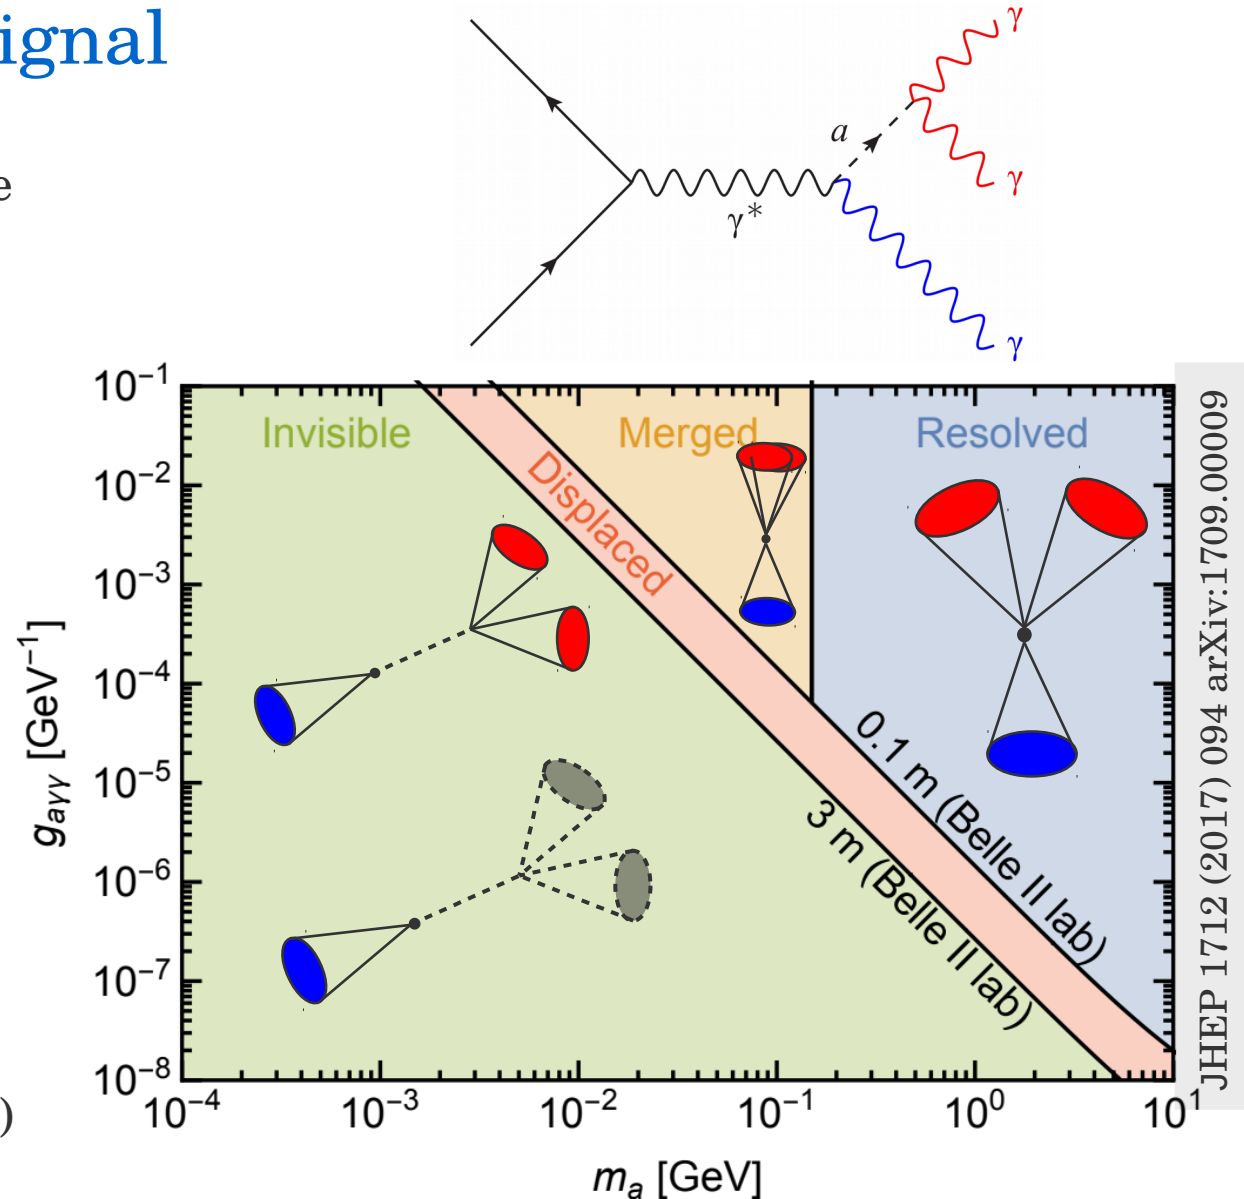 ignal
e
γ
a
γ
γ*
γ
10⁻¹
10⁻²
10⁻³
10⁻⁴
10⁻⁵
10⁻⁶
10⁻⁷
10⁻⁸
g_aγγ [GeV⁻¹]
Invisible
Merged
Resolved
Displaced
0.1 m (Belle II lab)
3 m (Belle II lab)
JHEP 1712 (2017) 094 arXiv:1709.00009
)
10⁻⁴
10⁻³
10⁻²
10⁻¹
10⁰
10¹
m_a [GeV]